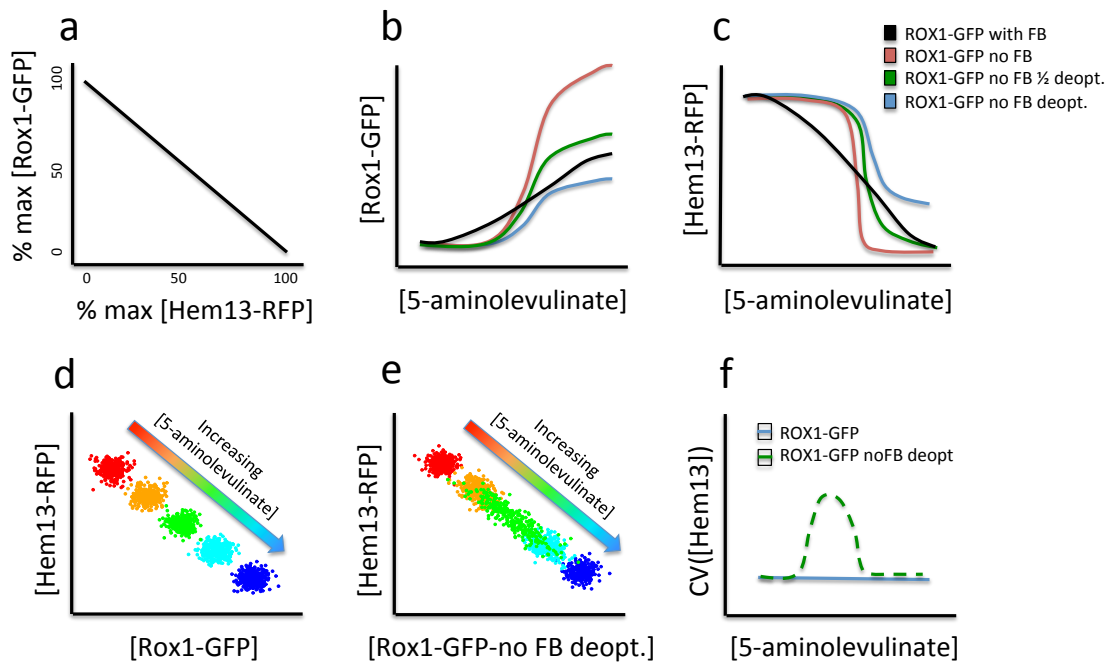 a
% max [Rox1-GFP]
100
50
0
0
50
100
% max [Hem13-RFP]
b
[Rox1-GFP]
[5-aminolevulinate]
c
[Hem13-RFP]
[5-aminolevulinate]
ROX1-GFP with FB
ROX1-GFP no FB
ROX1-GFP no FB ½ deopt.
ROX1-GFP no FB deopt.
d
[Hem13-RFP]
Increasing
[5-aminolevulinate]
[Rox1-GFP]
e
[Hem13-RFP]
Increasing
[5-aminolevulinate]
[Rox1-GFP-no FB deopt.]
f
CV([Hem13])
ROX1-GFP
ROX1-GFP noFB deopt
[5-aminolevulinate]